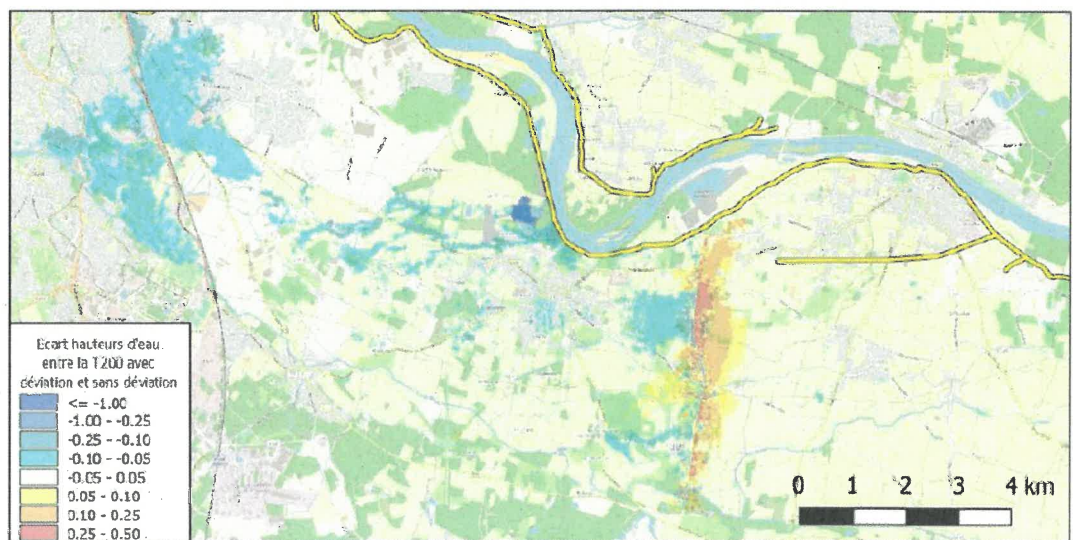 Ecart hauteurs d'eau
entre la T200 avec
déviation et sans déviation
<= -1.00
-1.00 - -0.25
-0.25 - -0.10
-0.10 - -0.05
-0.05 - 0.05
0.05 - 0.10
0.10 - 0.25
0.25 - 0.50
0 1 2 3 4 km